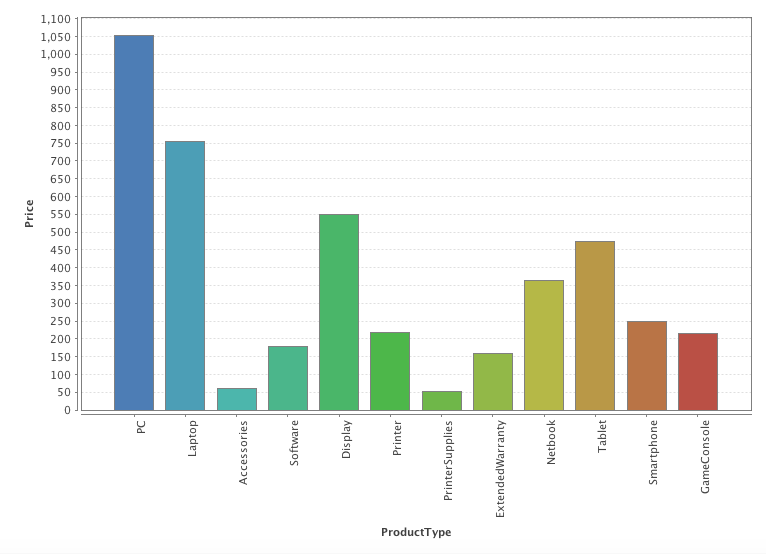 1,100
1,050
1,000
950
900
850
800
750
700
650
600
550
500
450
400
350
300
250
200
150
100
50
0
Price
PC
Laptop
Accessories
Software
Display
Printer
PrinterSupplies
ExtendedWarranty
Netbook
Tablet
Smartphone
GameConsole
ProductType